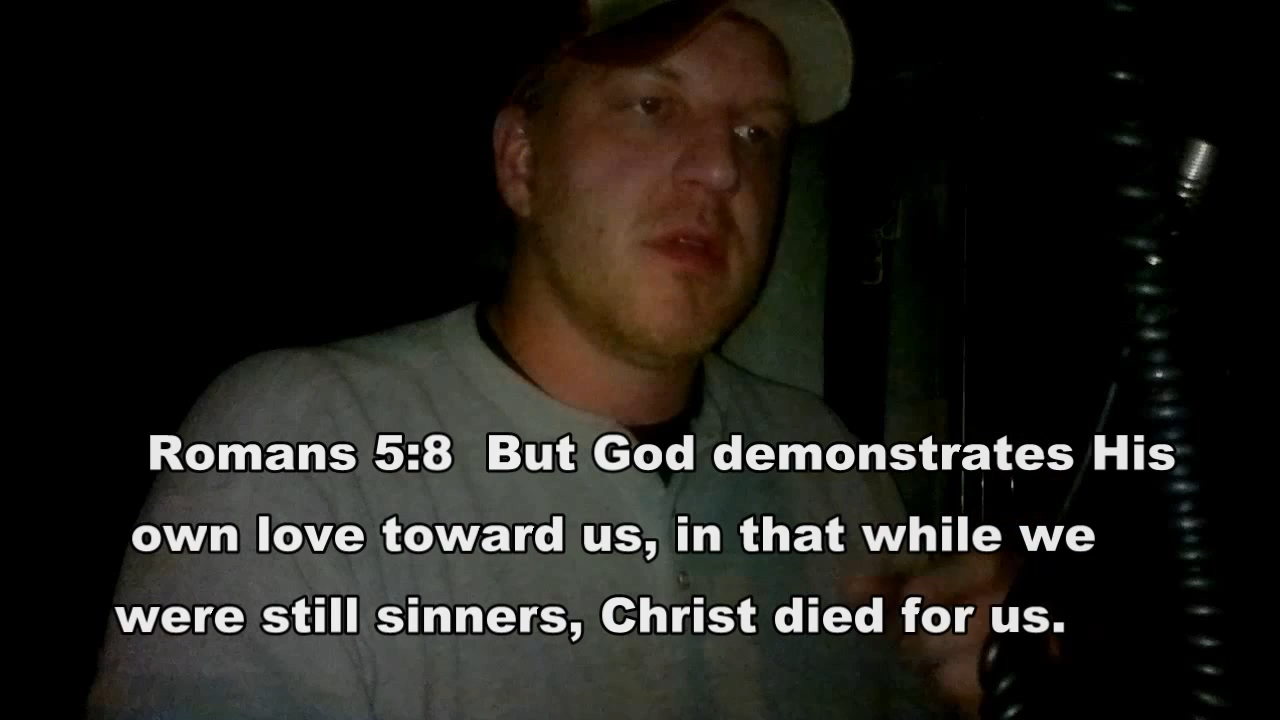 Romans 5:8  But God demonstrates His
own love toward us, in that while we
were still sinners, Christ died for us.